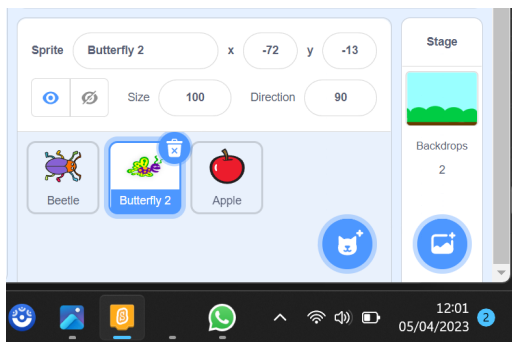 Sprite Butterfly 2 x -72 y -13
Size 100 Direction 90
Beetle Butterfly 2 Apple
Stage
Backdrops
2
12:01
05/04/2023
2